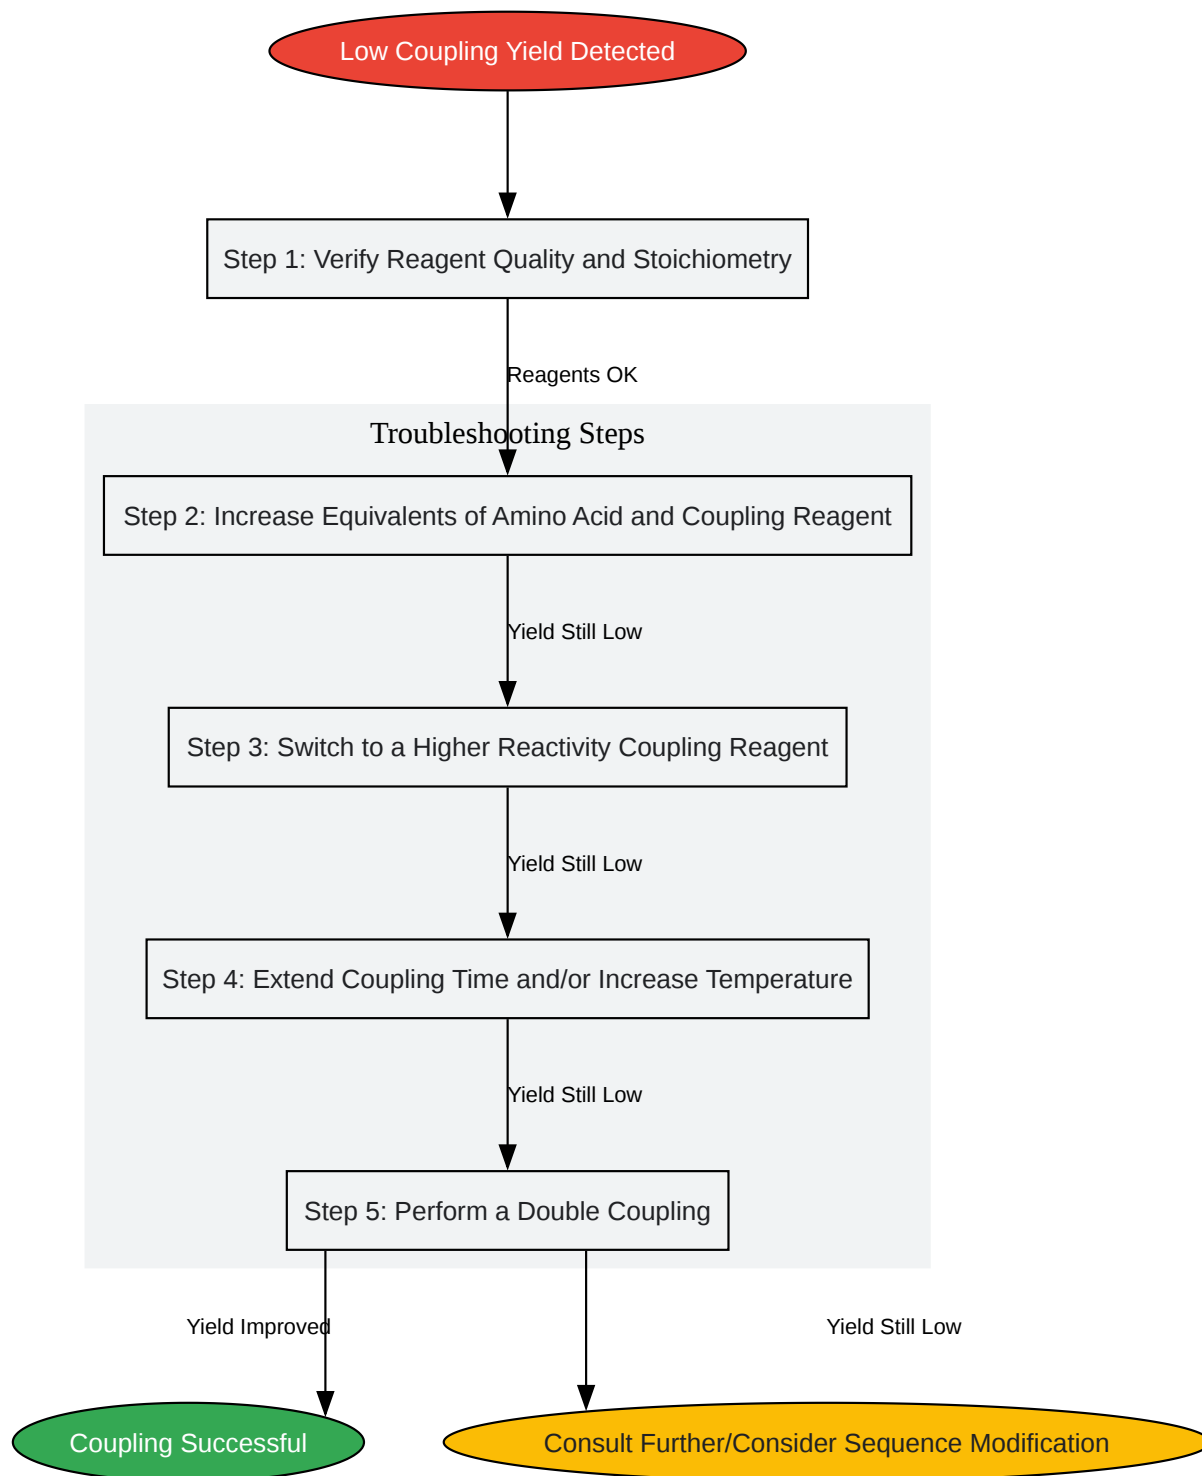 Low Coupling Yield Detected
Step 1: Verify Reagent Quality and Stoichiometry
Reagents OK
Troubleshooting Steps
Step 2: Increase Equivalents of Amino Acid and Coupling Reagent
Yield Still Low
Step 3: Switch to a Higher Reactivity Coupling Reagent
Yield Still Low
Step 4: Extend Coupling Time and/or Increase Temperature
Yield Still Low
Step 5: Perform a Double Coupling
Yield Improved
Yield Still Low
Coupling Successful
Consult Further/Consider Sequence Modification